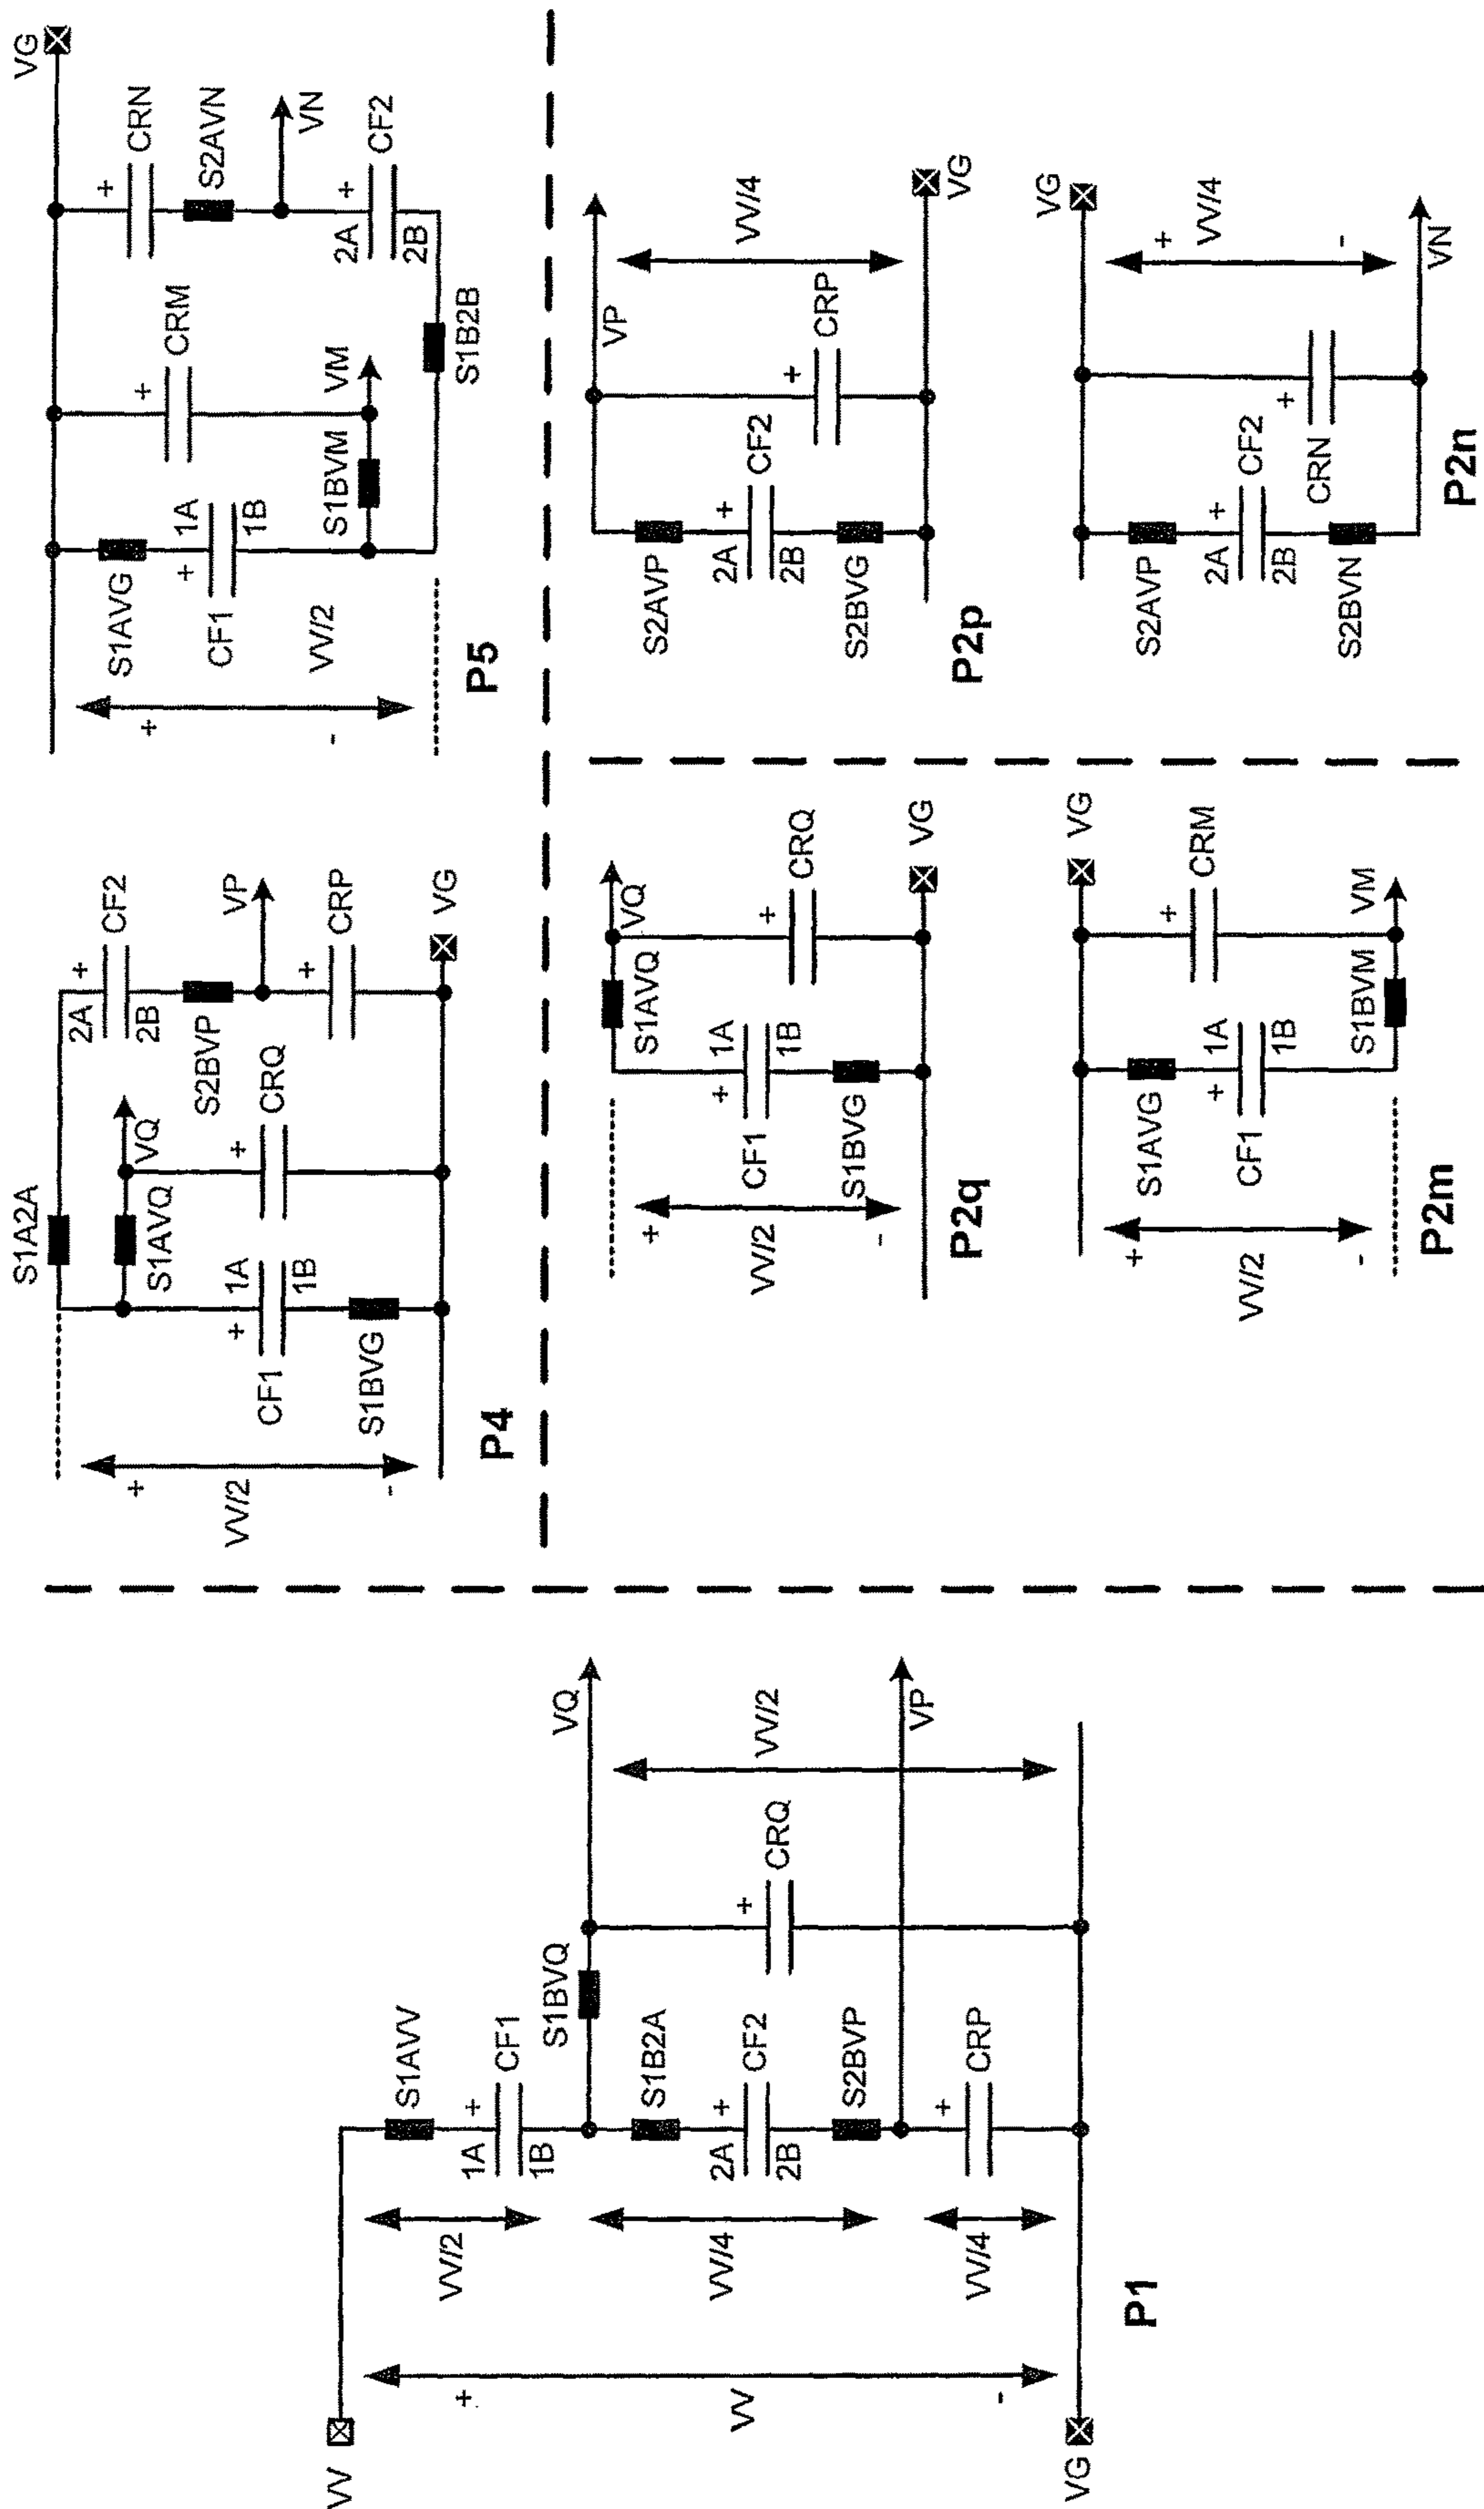 VV
S1AVV
1A
+
CF1
1B
VV/2
S1BVQ
VQ
S1B2A
2A
+
CF2
2B
VV/4
S2BVP
VP
+
CRP
VV/4
+
CRQ
VV/2
+
VV
-
VG
P1
S1A2A
S1AVQ
VQ
+
1A
CF1
1B
S1BVG
+
CRQ
2A
+
CF2
2B
S2BVP
VP
+
CRP
VG
+
VV/2
-
P4
VG
S1AVG
+
1A
CF1
1B
+
CRM
S1BVM
VM
+
CRN
S2AVN
VN
2A
+
CF2
2B
S1B2B
+
VV/2
-
P5
S1AVQ
VQ
+
1A
CF1
1B
S1BVG
+
CRQ
VG
+
VV/2
-
P2q
VG
S1AVG
+
1A
CF1
1B
+
CRM
S1BVM
VM
+
VV/2
-
P2m
S2AVP
VP
2A
+
CF2
2B
S2BVG
+
CRP
VV/4
VG
P2p
VG
S2AVP
2A
+
CF2
2B
S2BVN
+
CRN
+
VV/4
-
VN
P2n